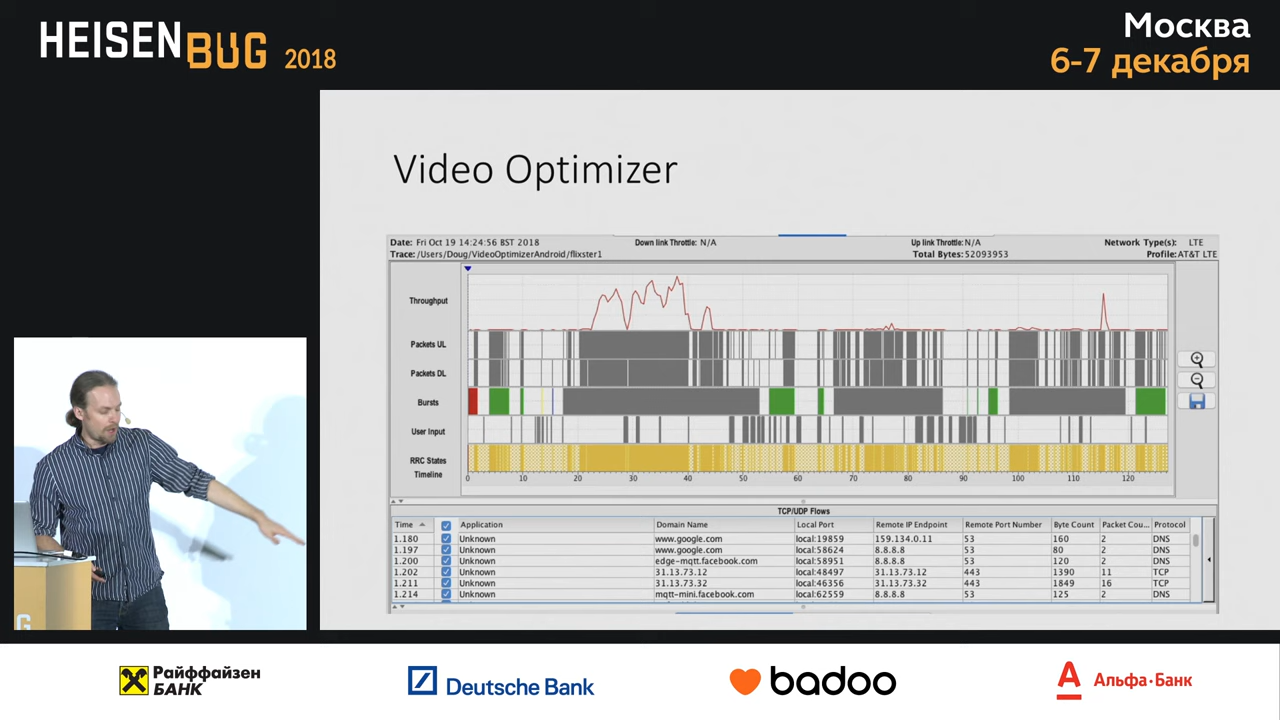 HEISENBUG 2018
Москва
6-7 декабря
Video Optimizer
Date: Fri Oct 19 14:24:56 BST 2018 Down link Throttle: N/A Up link Throttle: N/A Network Type(s): LTE
Trace: /Users/Doug/VideoOptimizerAndroid/flixster1 Total Bytes: 52093953 Profile: AT&T LTE
Throughput
Packets UL
Packets DL
Bursts
User Input
RRC States
Timeline
0 10 20 30 40 50 60 70 80 90 100 110 120
TCP/UDP Flows
Time Application Domain Name Local Port Remote IP Endpoint Remote Port Number Byte Count Packet Cou... Protocol
1.180 Unknown www.google.com local:19859 159.134.0.11 53 160 2 DNS
1.197 Unknown www.google.com local:58624 8.8.8.8 53 80 2 DNS
1.200 Unknown edge-mqtt.facebook.com local:58951 8.8.8.8 53 120 2 DNS
1.202 Unknown 31.13.73.12 local:48497 31.13.73.12 443 1390 11 TCP
1.211 Unknown 31.13.73.32 local:46356 31.13.73.32 443 1849 16 TCP
1.214 Unknown mqtt-mini.facebook.com local:62559 8.8.8.8 53 125 2 DNS
G
Райффайзен
БАНК
Deutsche Bank
badoo
А Альфа·Банк